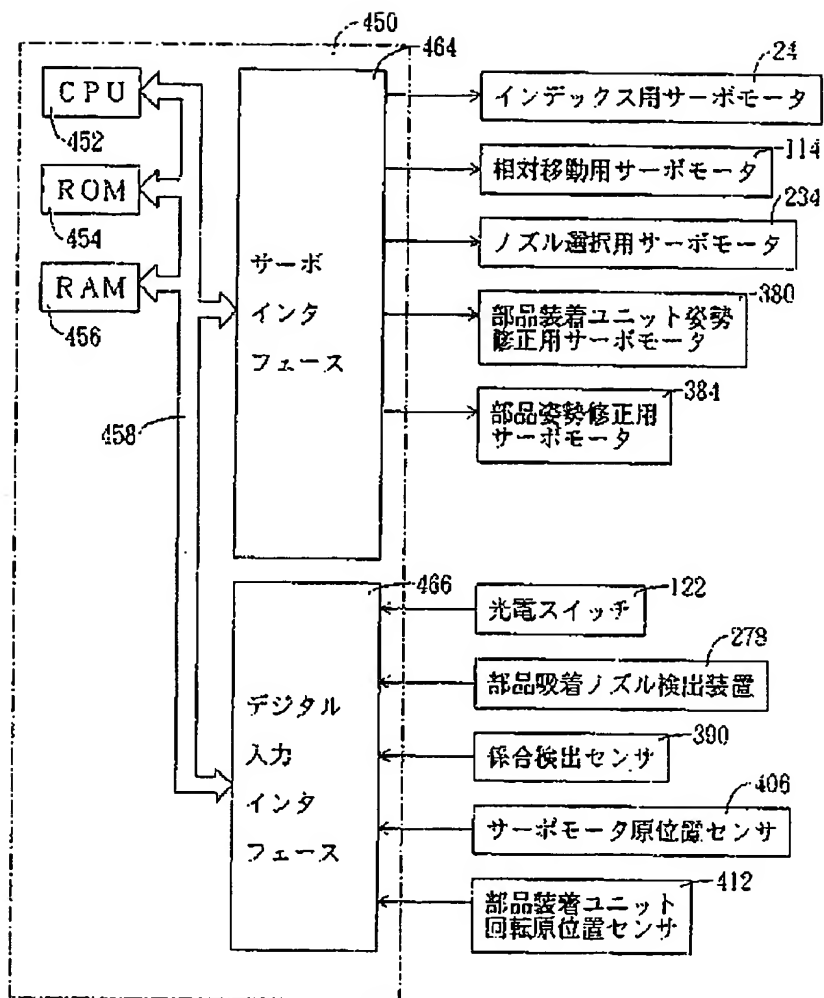 450
464
24
CPU
インデックス用サーボモータ
452
114
相対移動用サーボモータ
ROM
234
454
ノズル選択用サーボモータ
サーボ
RAM
380
インタ
部品装着ユニット姿勢
修正用サーボモータ
456
フェース
384
458
部品姿勢修正用
サーボモータ
466
122
光電スイッチ
278
部品吸着ノズル検出装置
デジタル
390
入力
係合検出センサ
インタ
406
サーボモータ原位置センサ
フェース
412
部品装着ユニット
回転原位置センサ